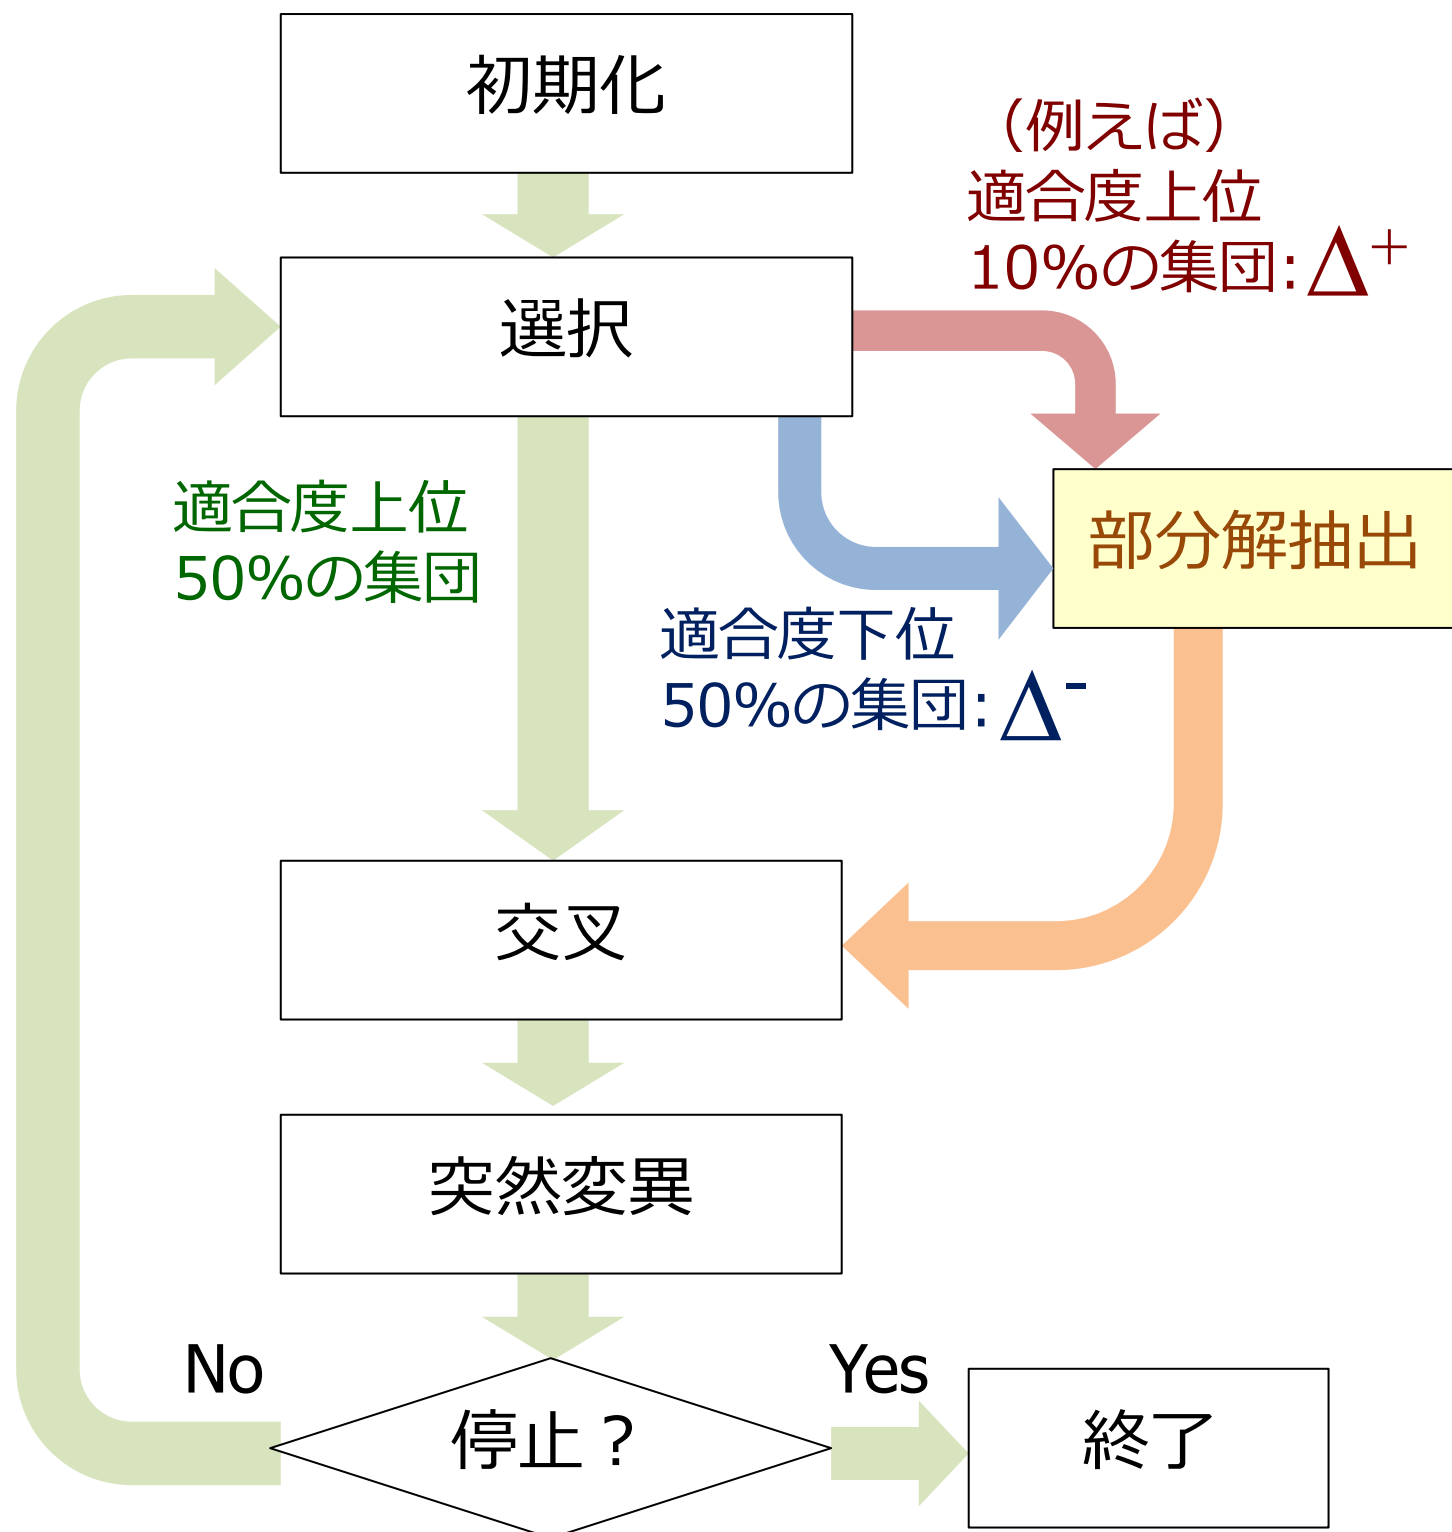 初期化
(例えば)
適合度上位
10%の集団:Δ⁺
選択
適合度上位
50%の集団
部分解抽出
適合度下位
50%の集団:Δ⁻
交叉
突然変異
No
Yes
停止?
終了